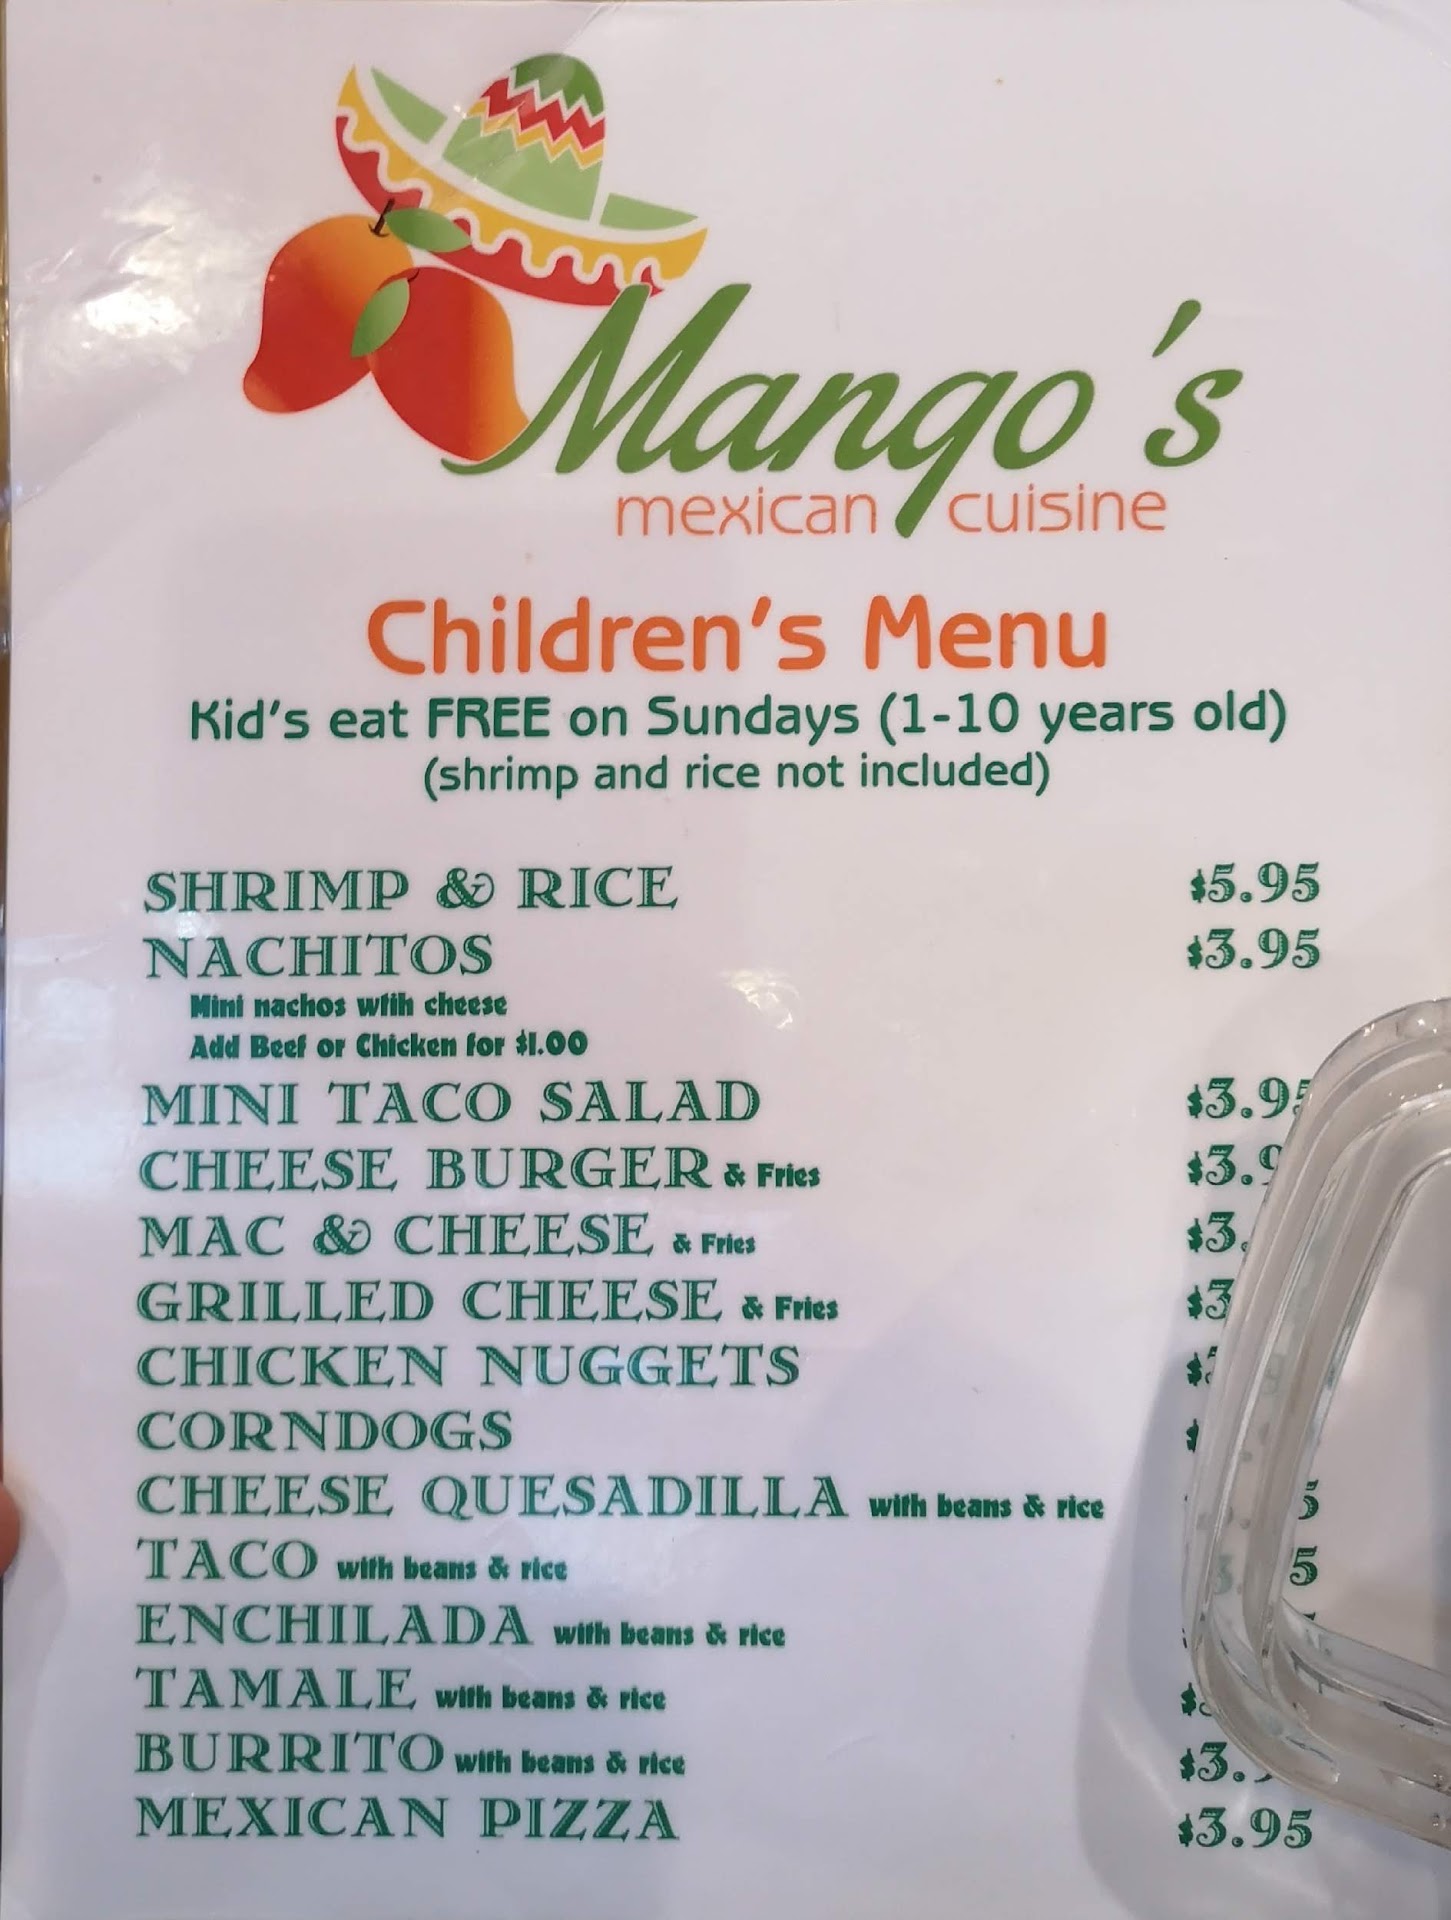 Mango's
mexican cuisine
Children's Menu
Kid's eat FREE on Sundays (1-10 years old)
(shrimp and rice not included)
SHRIMP & RICE $5.95
NACHITOS $3.95
Mini nachos wtih cheese
Add Beef or Chicken for $1.00
MINI TACO SALAD $3.95
CHEESE BURGER & Fries
MAC & CHEESE & Fries
GRILLED CHEESE & Fries
CHICKEN NUGGETS
CORNDOGS
CHEESE QUESADILLA with beans & rice
TACO with beans & rice
ENCHILADA with beans & rice
TAMALE with beans & rice
BURRITO with beans & rice
MEXICAN PIZZA $3.95